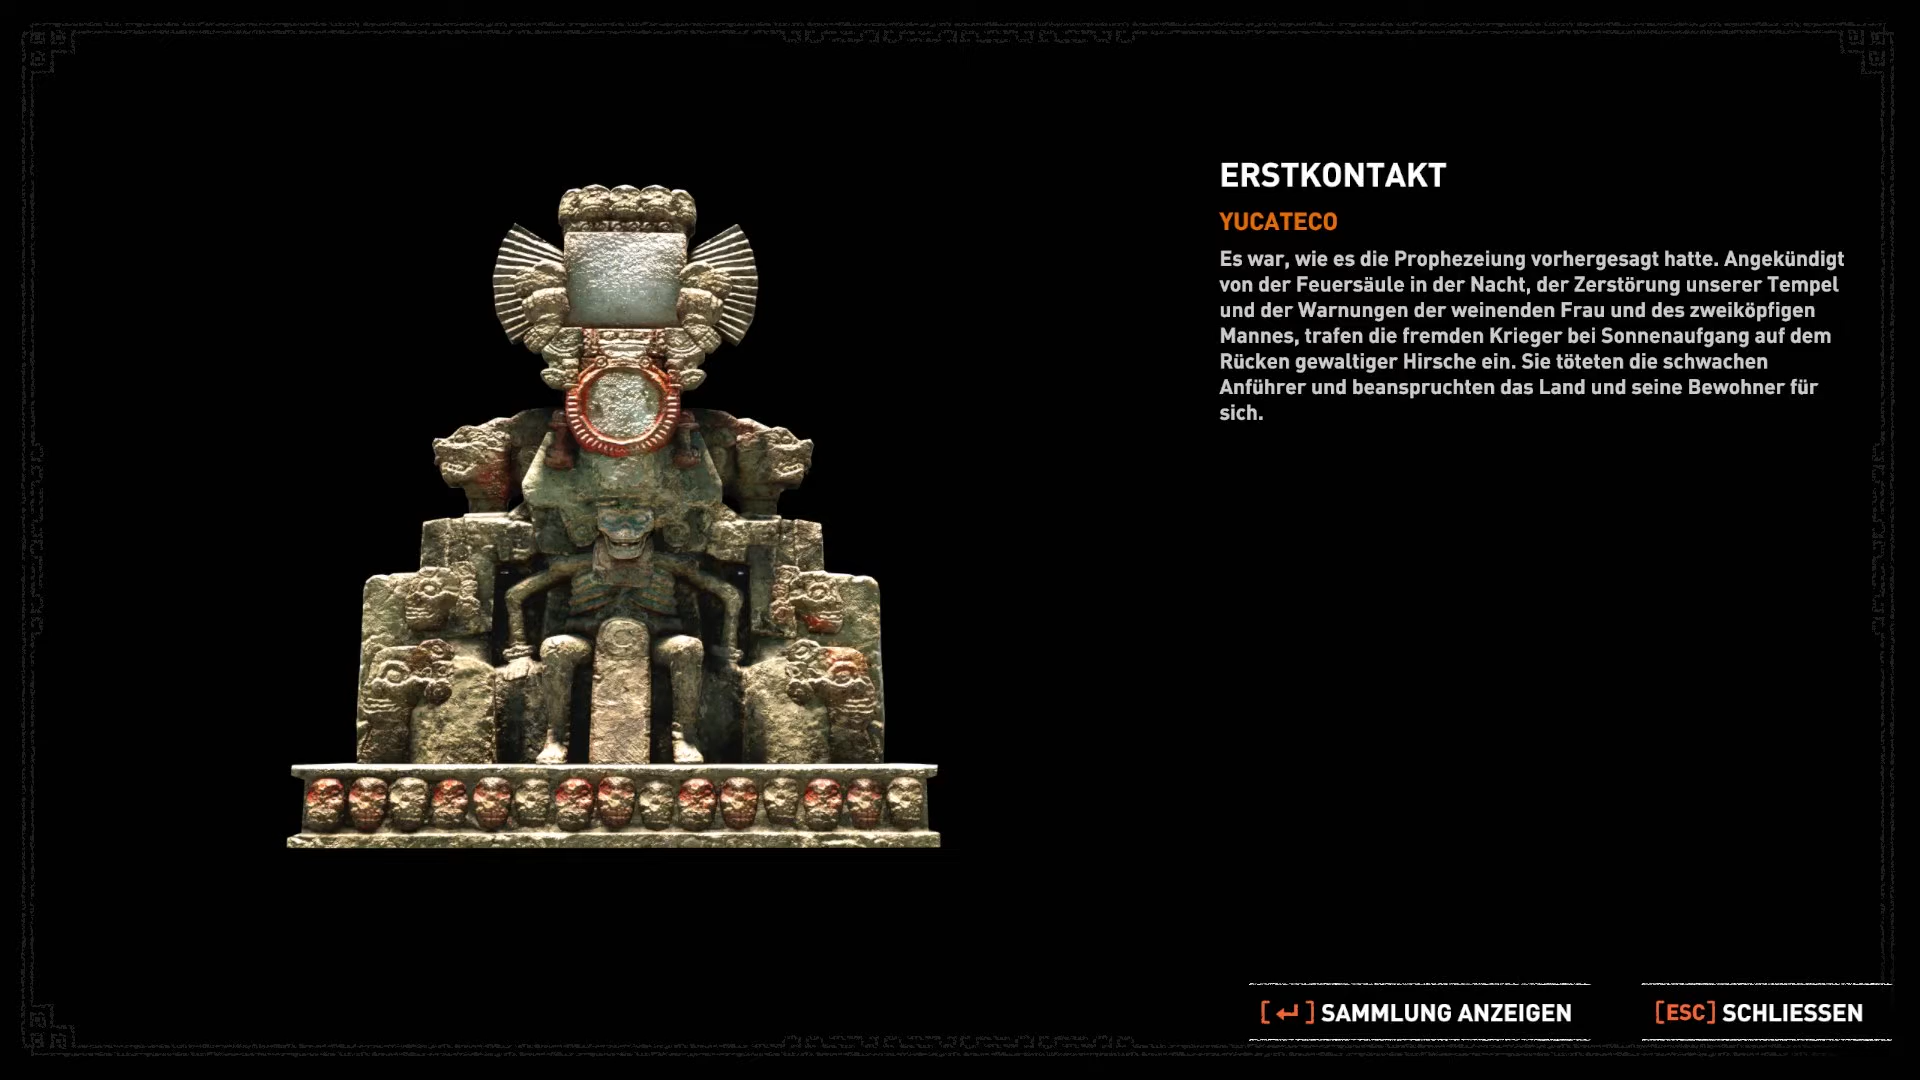 ERSTKONTAKT
YUCATECO
Es war, wie es die Prophezeiung vorhergesagt hatte. Angekündigt
von der Feuersäule in der Nacht, der Zerstörung unserer Tempel
und der Warnungen der weinenden Frau und des zweiköpfigen
Mannes, trafen die fremden Krieger bei Sonnenaufgang auf dem
Rücken gewaltiger Hirsche ein. Sie töteten die schwachen
Anführer und beanspruchten das Land und seine Bewohner für
sich.
[↵] SAMMLUNG ANZEIGEN
[ESC] SCHLIESSEN